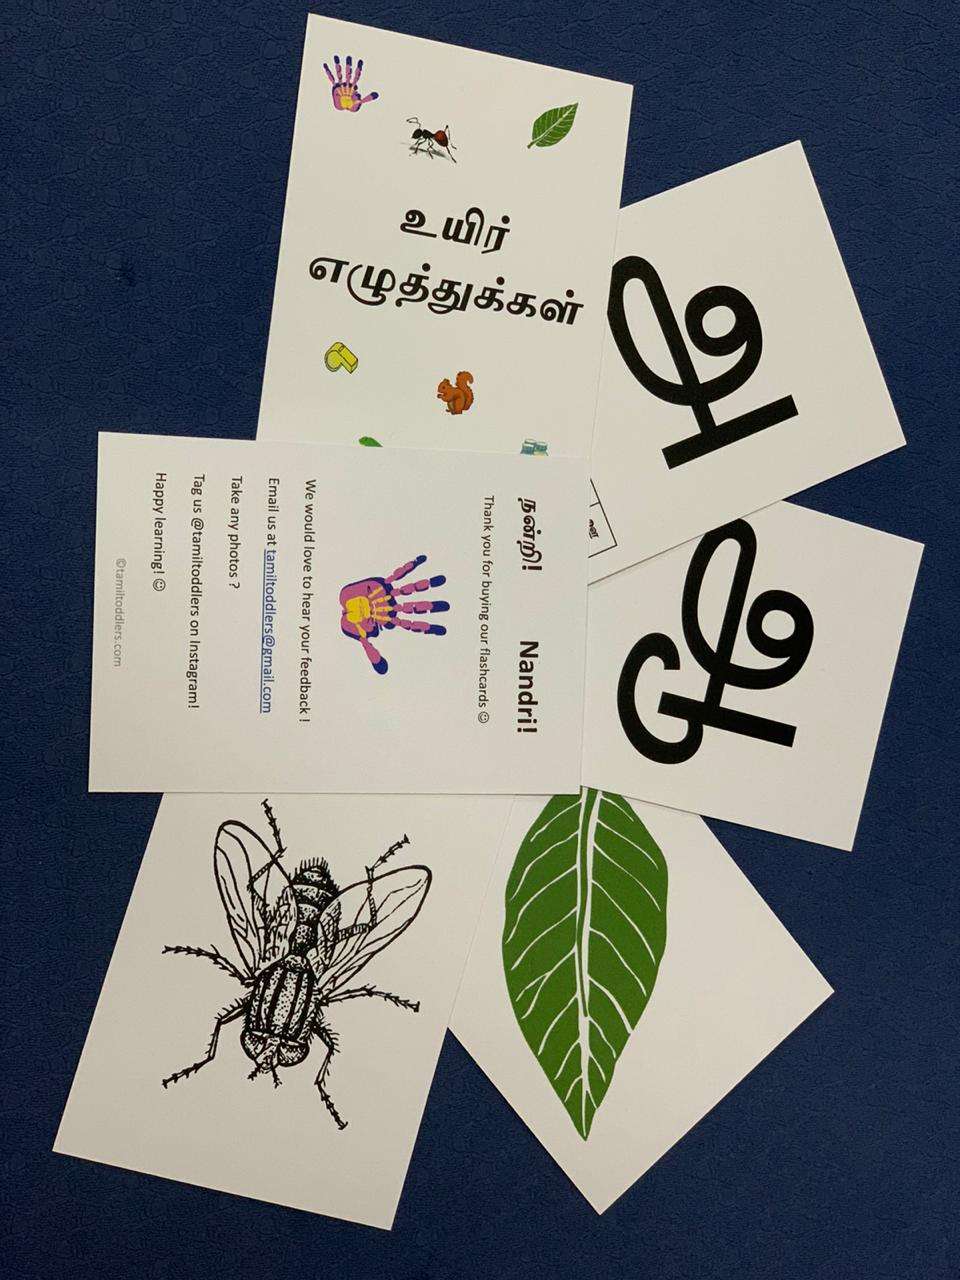 உயிர்
எழுத்துக்கள்
அ
ஆ
நன்றி! Nandri!
Thank you for buying our flashcards ☺
We would love to hear your feedback !
Email us at tamiltoddlers@gmail.com
Take any photos ?
Tag us @tamiltoddlers on Instagram!
Happy learning! ☺
©tamiltoddlers.com